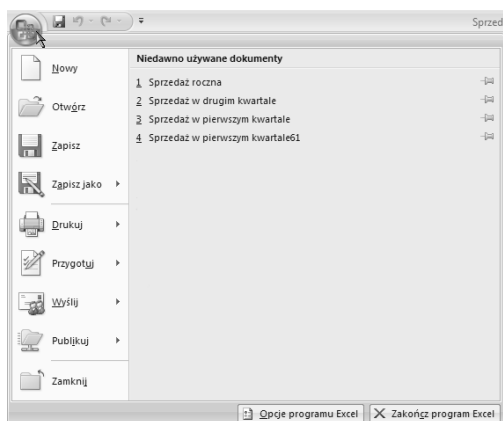 Sprzed
Niedawno używane dokumenty
Nowy
1 Sprzedaż roczna
2 Sprzedaż w drugim kwartale
Otwórz
3 Sprzedaż w pierwszym kwartale
4 Sprzedaż w pierwszym kwartale61
Zapisz
Zapisz jako
Drukuj
Przygotuj
Wyślij
Publikuj
Zamknij
Opcje programu Excel
Zakończ program Excel